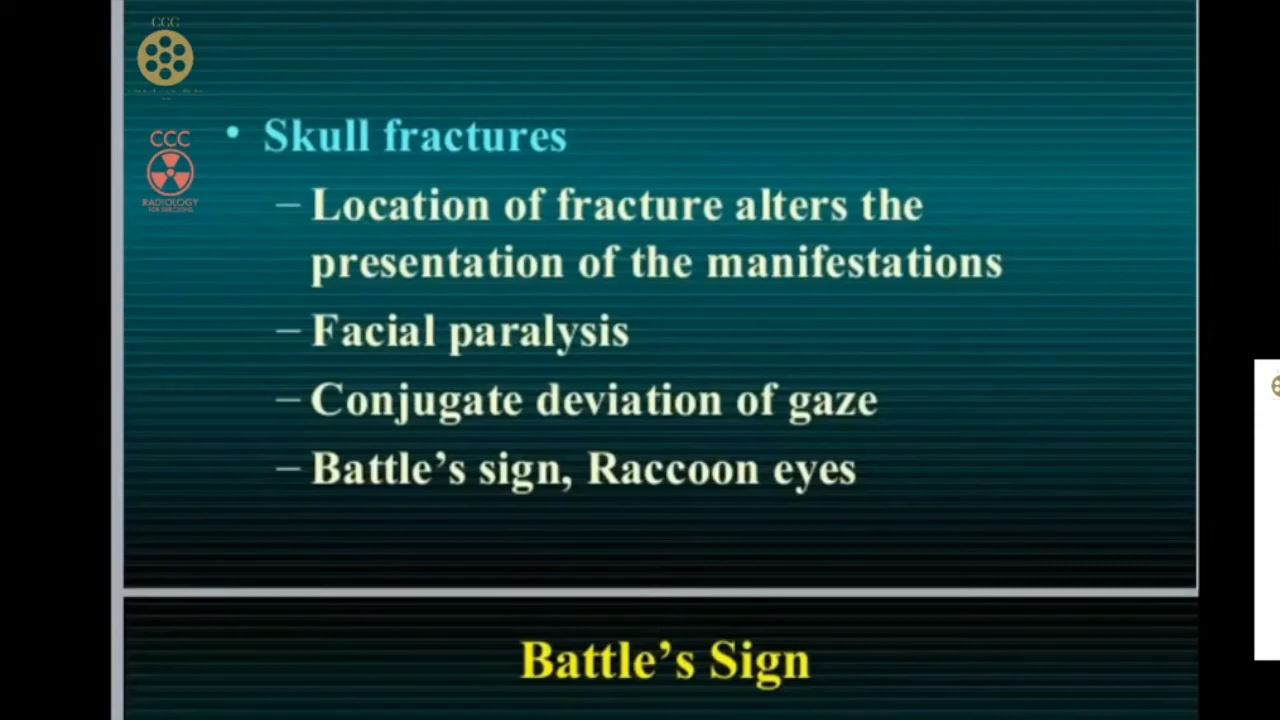 CCC
CCC
RADIOLOGY
• Skull fractures
– Location of fracture alters the
presentation of the manifestations
– Facial paralysis
– Conjugate deviation of gaze
– Battle’s sign, Raccoon eyes
Battle’s Sign